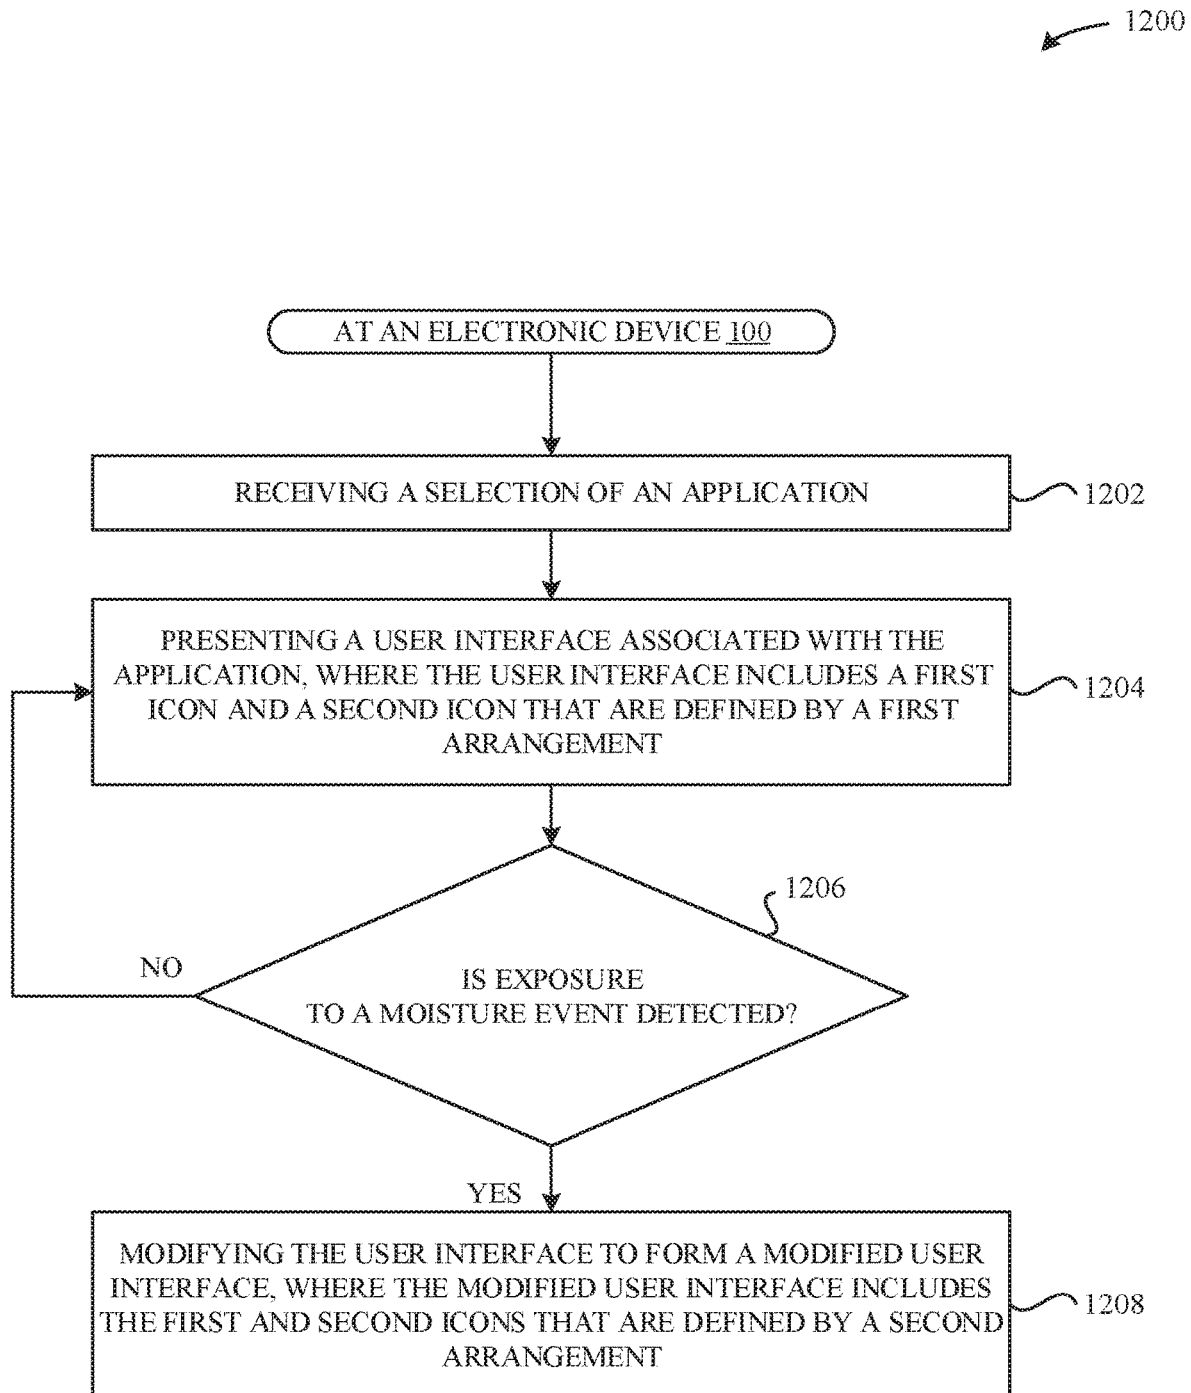 1200
AT AN ELECTRONIC DEVICE 100
RECEIVING A SELECTION OF AN APPLICATION
1202
PRESENTING A USER INTERFACE ASSOCIATED WITH THE
APPLICATION, WHERE THE USER INTERFACE INCLUDES A FIRST
ICON AND A SECOND ICON THAT ARE DEFINED BY A FIRST
ARRANGEMENT
1204
1206
IS EXPOSURE
TO A MOISTURE EVENT DETECTED?
NO
YES
MODIFYING THE USER INTERFACE TO FORM A MODIFIED USER
INTERFACE, WHERE THE MODIFIED USER INTERFACE INCLUDES
THE FIRST AND SECOND ICONS THAT ARE DEFINED BY A SECOND
ARRANGEMENT
1208